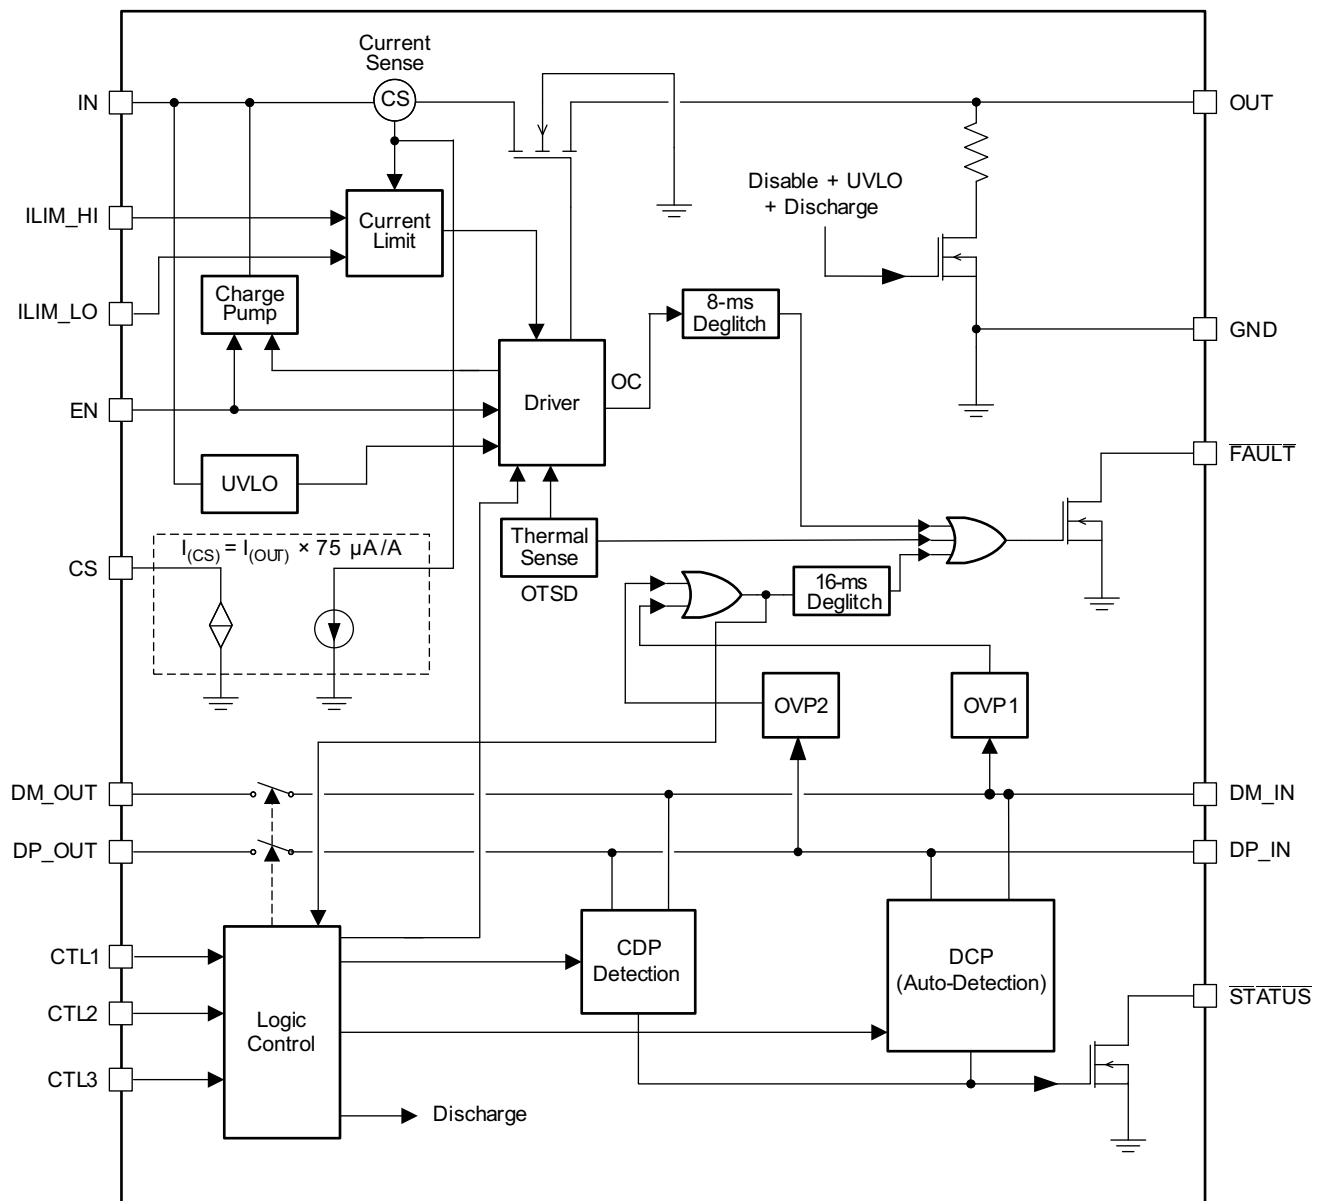 Current
Sense
IN
CS
OUT
Disable + UVLO
+ Discharge
ILIM_HI
Current
Limit
Charge
Pump
8-ms
Deglitch
ILIM_LO
GND
OC
EN
Driver
FAULT
UVLO
Thermal
Sense
OTSD
I(CS) = I(OUT) × 75 µA/A
CS
16-ms
Deglitch
OVP2
OVP1
DM_OUT
DM_IN
DP_OUT
DP_IN
CTL1
CDP
Detection
DCP
(Auto-Detection)
STATUS
CTL2
Logic
Control
CTL3
Discharge